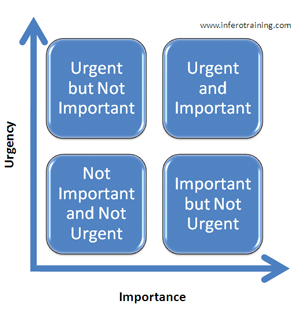 www.inferotraining.com
Urgent
but Not
Important
Urgent
and
Important
Not
Important
and Not
Urgent
Important
but Not
Urgent
Urgency
Importance